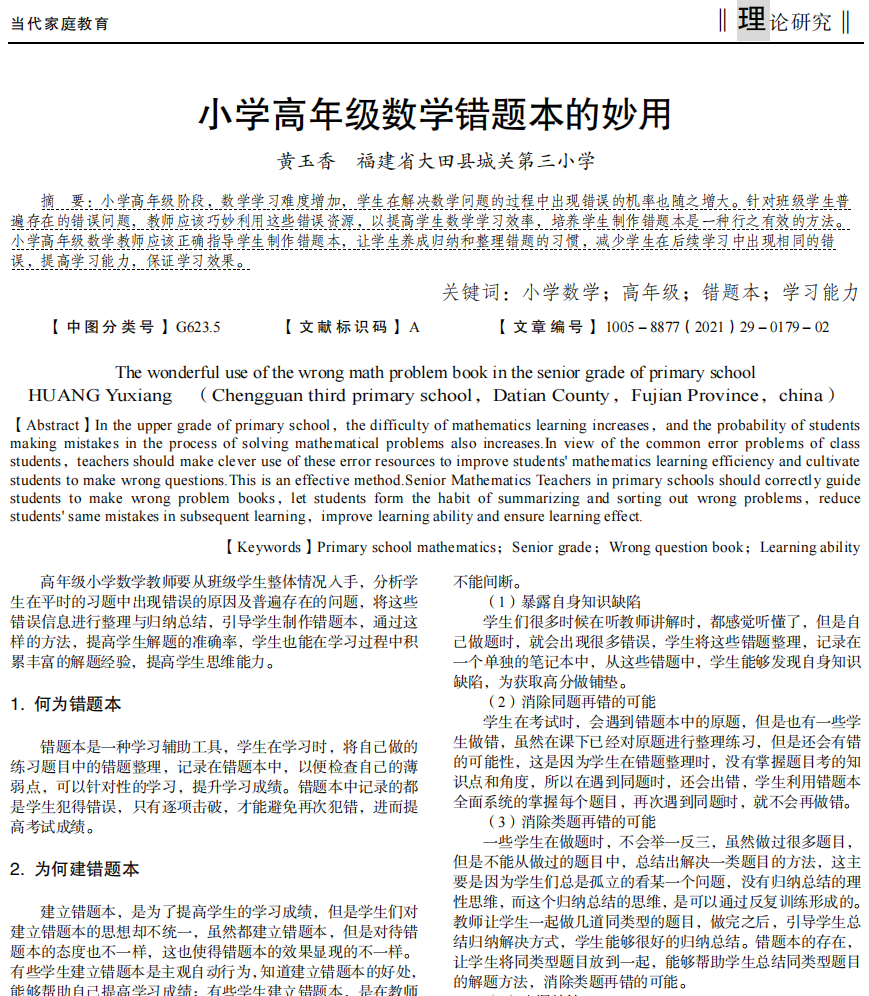 当代家庭教育
理论研究
小学高年级数学错题本的妙用
黄玉香 福建省大田县城关第三小学
摘 要：小学高年级阶段，数学学习难度增加，学生在解决数学问题的过程中出现错误的机率也随之增大。针对班级学生普
遍存在的错误问题，教师应该巧妙利用这些错误资源，以提高学生数学学习效率，培养学生制作错题本是一种行之有效的方法。
小学高年级数学教师应该正确指导学生制作错题本，让学生养成归纳和整理错题的习惯，减少学生在后续学习中出现相同的错
误，提高学习能力，保证学习效果。
关键词：小学数学；高年级；错题本；学习能力
【中图分类号】G623.5 【文献标识码】A 【文章编号】1005－8877（2021）29－0179－02
The wonderful use of the wrong math problem book in the senior grade of primary school
HUANG Yuxiang （Chengguan third primary school，Datian County，Fujian Province，china）
【Abstract】In the upper grade of primary school，the difficulty of mathematics learning increases，and the probability of students
making mistakes in the process of solving mathematical problems also increases.In view of the common error problems of class
students，teachers should make clever use of these error resources to improve students' mathematics learning efficiency and cultivate
students to make wrong questions.This is an effective method.Senior Mathematics Teachers in primary schools should correctly guide
students to make wrong problem books，let students form the habit of summarizing and sorting out wrong problems，reduce
students' same mistakes in subsequent learning，improve learning ability and ensure learning effect.
【Keywords】Primary school mathematics；Senior grade；Wrong question book；Learning ability
高年级小学数学教师要从班级学生整体情况入手，分析学
生在平时的习题中出现错误的原因及普遍存在的问题，将这些
错误信息进行整理与归纳总结，引导学生制作错题本，通过这
样的方法，提高学生解题的准确率，学生也能在学习过程中积
累丰富的解题经验，提高学生思维能力。
1. 何为错题本
错题本是一种学习辅助工具，学生在学习时，将自己做的
练习题目中的错题整理，记录在错题本中，以便检查自己的薄
弱点，可以针对性的学习，提升学习成绩。错题本中记录的都
是学生犯得错误，只有逐项击破，才能避免再次犯错，进而提
高考试成绩。
2. 为何建错题本
建立错题本，是为了提高学生的学习成绩，但是学生们对
建立错题本的思想却不统一，虽然都建立错题本，但是对待错
题本的态度也不一样，这也使得错题本的效果显现的不一样。
有些学生建立错题本是主观自动行为，知道建立错题本的好处，
能够帮助自己提高学习成绩；有些学生建立错题本，是在教师
不能间断。
（1）暴露自身知识缺陷
学生们很多时候在听教师讲解时，都感觉听懂了，但是自
己做题时，就会出现很多错误，学生将这些错题整理，记录在
一个单独的笔记本中，从这些错题中，学生能够发现自身知识
缺陷，为获取高分做铺垫。
（2）消除同题再错的可能
学生在考试时，会遇到错题本中的原题，但是也有一些学
生做错，虽然在课下已经对原题进行整理练习，但是还会有错
的可能性，这是因为学生在错题整理时，没有掌握题目考的知
识点和角度，所以在遇到同题时，还会出错，学生利用错题本
全面系统的掌握每个题目，再次遇到同题时，就不会再做错。
（3）消除类题再错的可能
一些学生在做题时，不会举一反三，虽然做过很多题目，
但是不能从做过的题目中，总结出解决一类题目的方法，这主
要是因为学生们总是孤立的看某一个问题，没有归纳总结的理
性思维，而这个归纳总结的思维，是可以通过反复训练形成的。
教师让学生一起做几道同类型的题目，做完之后，引导学生总
结归纳解决方式，学生能够很好的归纳总结。错题本的存在，
让学生将同类型题目放到一起，能够帮助学生总结同类型题目
的解题方法，消除类题再错的可能。